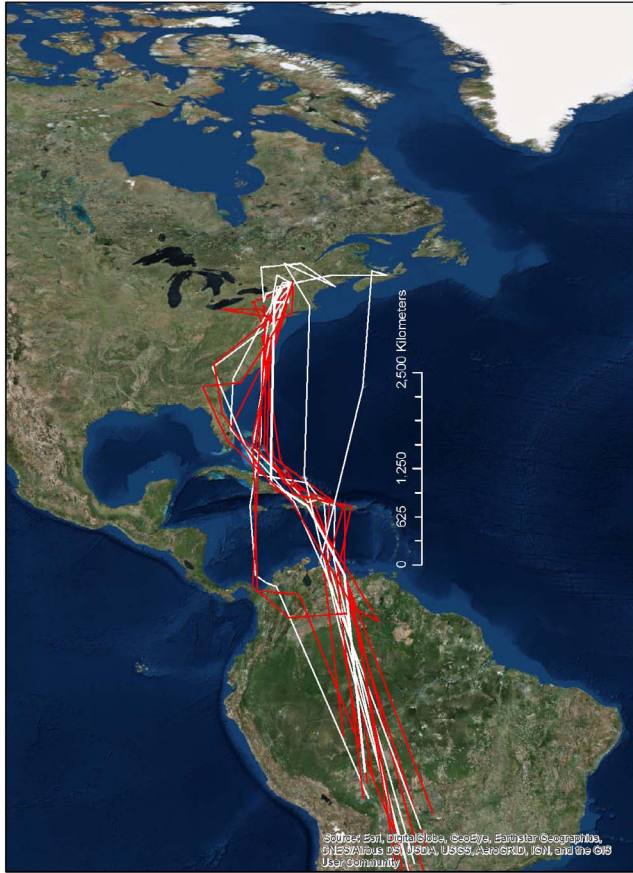 0 625 1,250 2,500 Kilometers
Source: Esri, DigitalGlobe, GeoEye, Earthstar Geographics,
CNES/Airbus DS, USDA, USGS, AeroGRID, IGN, and the GIS
User Community